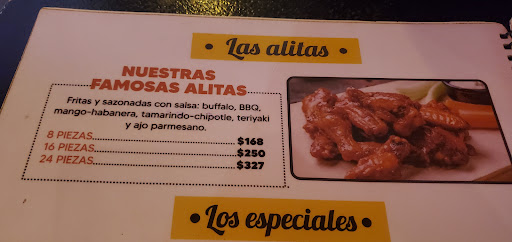 • Las alitas •
NUESTRAS
FAMOSAS ALITAS
Fritas y sazonadas con salsa: buffalo, BBQ,
mango-habanera, tamarindo-chipotle, teriyaki
y ajo parmesano.
8 PIEZAS....................$168
16 PIEZAS....................$250
24 PIEZAS....................$327
• Los especiales •